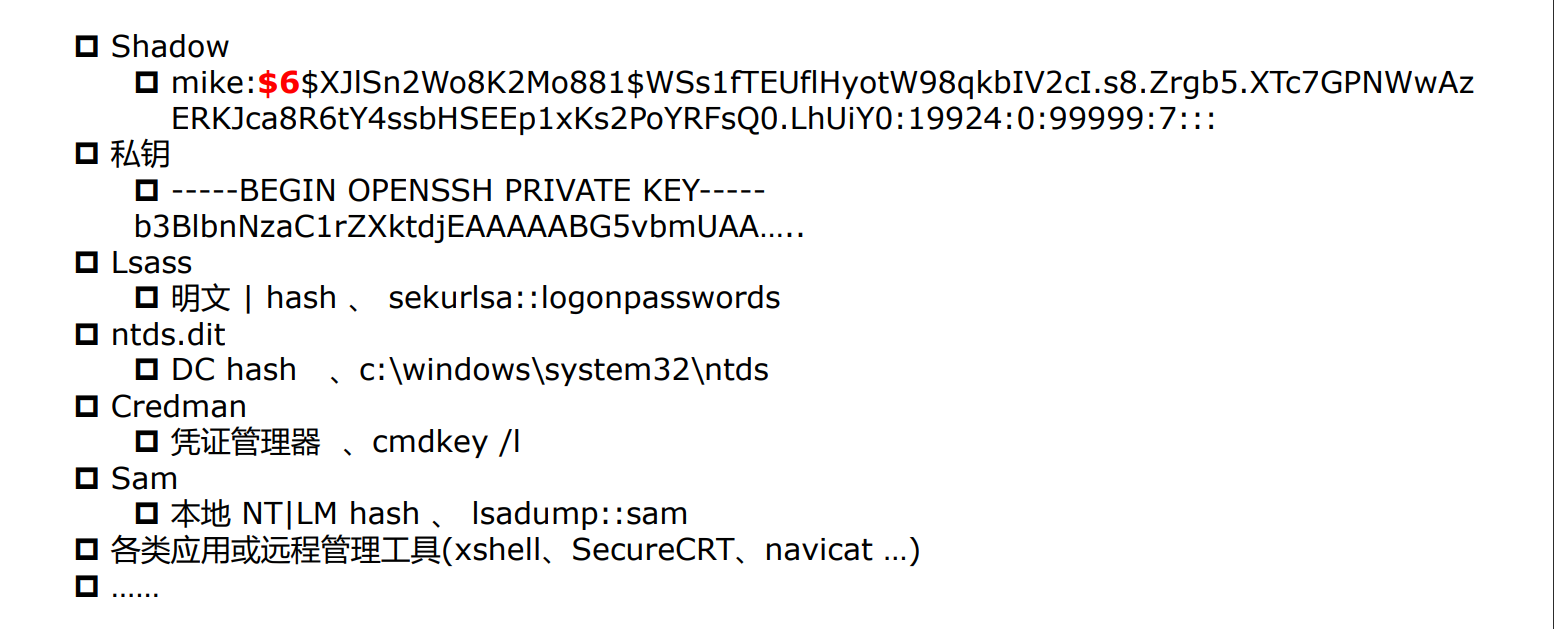 Shadow
mike:$6$XJlSn2Wo8K2Mo881$WSs1fTEUflHyotW98qkbIV2cI.s8.Zrgb5.XTc7GPNWwAz
ERKJca8R6tY4ssbHSEEp1xKs2PoYRFsQ0.LhUiY0:19924:0:99999:7:::
私钥
-----BEGIN OPENSSH PRIVATE KEY-----
b3BlbnNzaC1rZXktdjEAAAAABG5vbmUAA…..
Lsass
明文 | hash 、 sekurlsa::logonpasswords
ntds.dit
DC hash 、c:\windows\system32\ntds
Credman
凭证管理器 、cmdkey /l
Sam
本地 NT|LM hash 、 lsadump::sam
各类应用或远程管理工具(xshell、SecureCRT、navicat …)
……